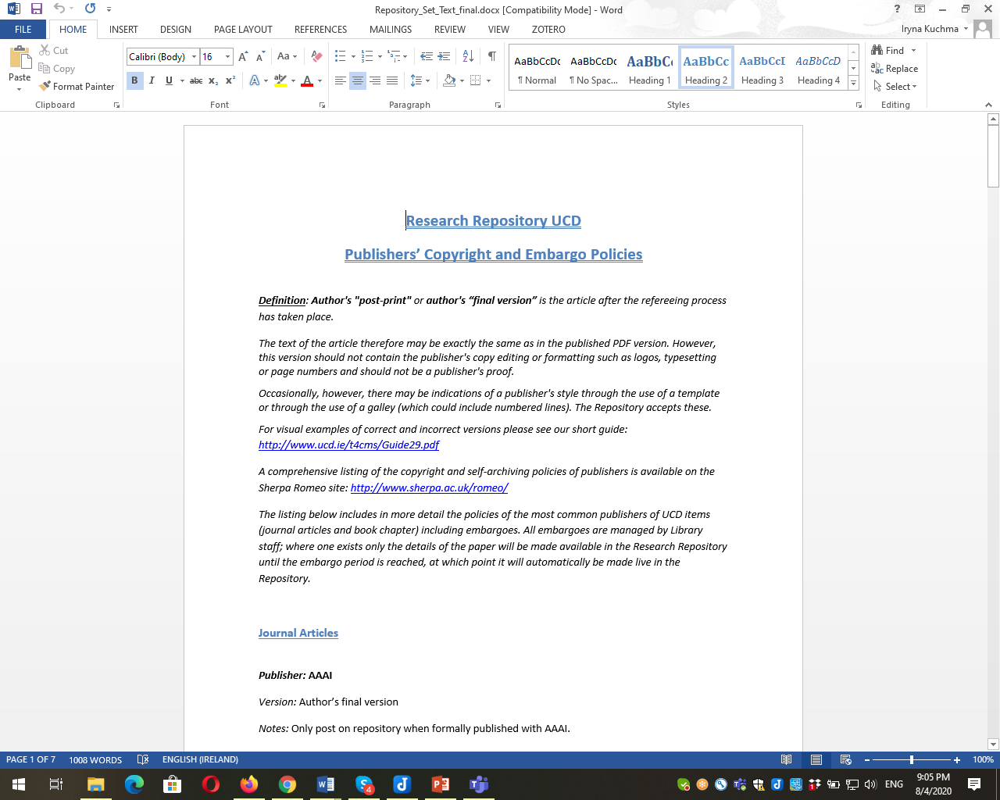 Repository_Set_Text_final.docx [Compatibility Mode] - Word
FILE HOME INSERT DESIGN PAGE LAYOUT REFERENCES MAILINGS REVIEW VIEW ZOTERO Iryna Kuchma
Paste
Cut
Copy
Format Painter
Clipboard
Calibri (Body) 16
Font
Paragraph
AaBbCcDc AaBbCcDc AaBbCc AaBbCc AaBbCcD AaBbCcD
¶ Normal ¶ No Spac... Heading 1 Heading 2 Heading 3 Heading 4
Styles
Find
Replace
Select
Editing
Research Repository UCD
Publishers’ Copyright and Embargo Policies
Definition: Author's "post-print" or author's “final version” is the article after the refereeing process
has taken place.
The text of the article therefore may be exactly the same as in the published PDF version. However,
this version should not contain the publisher's copy editing or formatting such as logos, typesetting
or page numbers and should not be a publisher's proof.
Occasionally, however, there may be indications of a publisher's style through the use of a template
or through the use of a galley (which could include numbered lines). The Repository accepts these.
For visual examples of correct and incorrect versions please see our short guide:
http://www.ucd.ie/t4cms/Guide29.pdf
A comprehensive listing of the copyright and self-archiving policies of publishers is available on the
Sherpa Romeo site: http://www.sherpa.ac.uk/romeo/
The listing below includes in more detail the policies of the most common publishers of UCD items
(journal articles and book chapter) including embargoes. All embargoes are managed by Library
staff; where one exists only the details of the paper will be made available in the Research Repository
until the embargo period is reached, at which point it will automatically be made live in the
Repository.
Journal Articles
Publisher: AAAI
Version: Author’s final version
Notes: Only post on repository when formally published with AAAI.
PAGE 1 OF 7 1008 WORDS ENGLISH (IRELAND) 100%
ENG
9:05 PM
8/4/2020